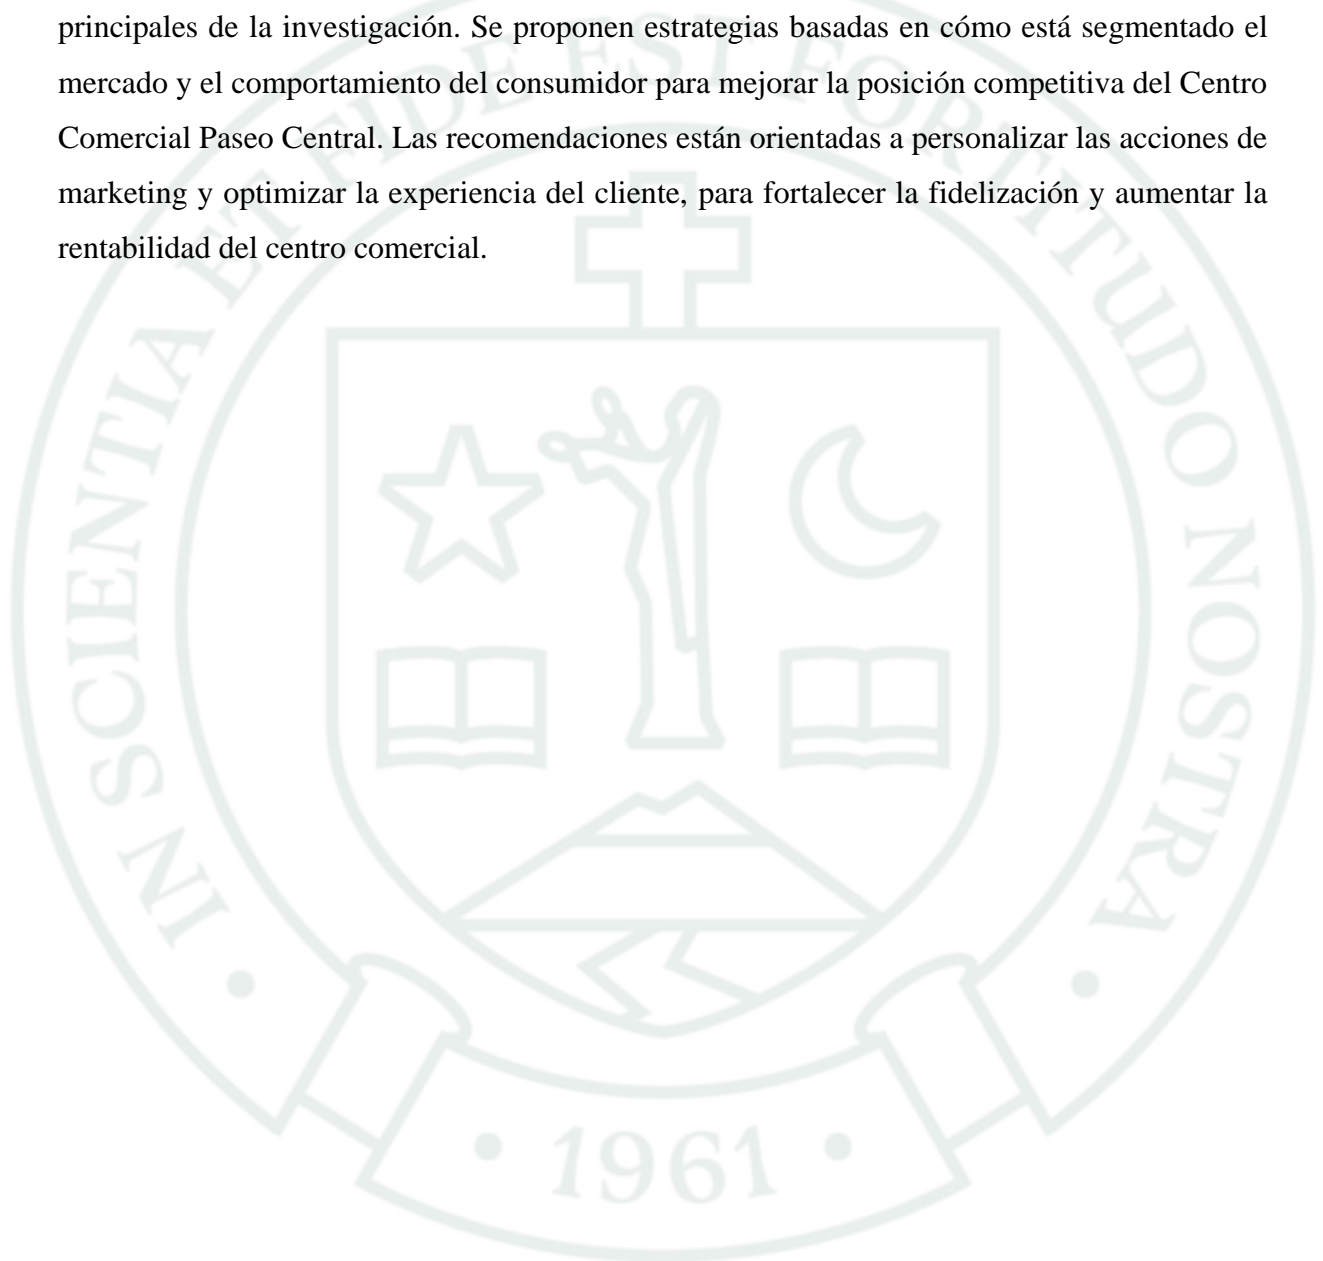 principales de la investigación. Se proponen estrategias basadas en cómo está segmentado el
mercado y el comportamiento del consumidor para mejorar la posición competitiva del Centro
Comercial Paseo Central. Las recomendaciones están orientadas a personalizar las acciones de
marketing y optimizar la experiencia del cliente, para fortalecer la fidelización y aumentar la
rentabilidad del centro comercial.
IN SCIENTIA ET FIDE EST FORTITUDO NOSTRA
• 1961 •